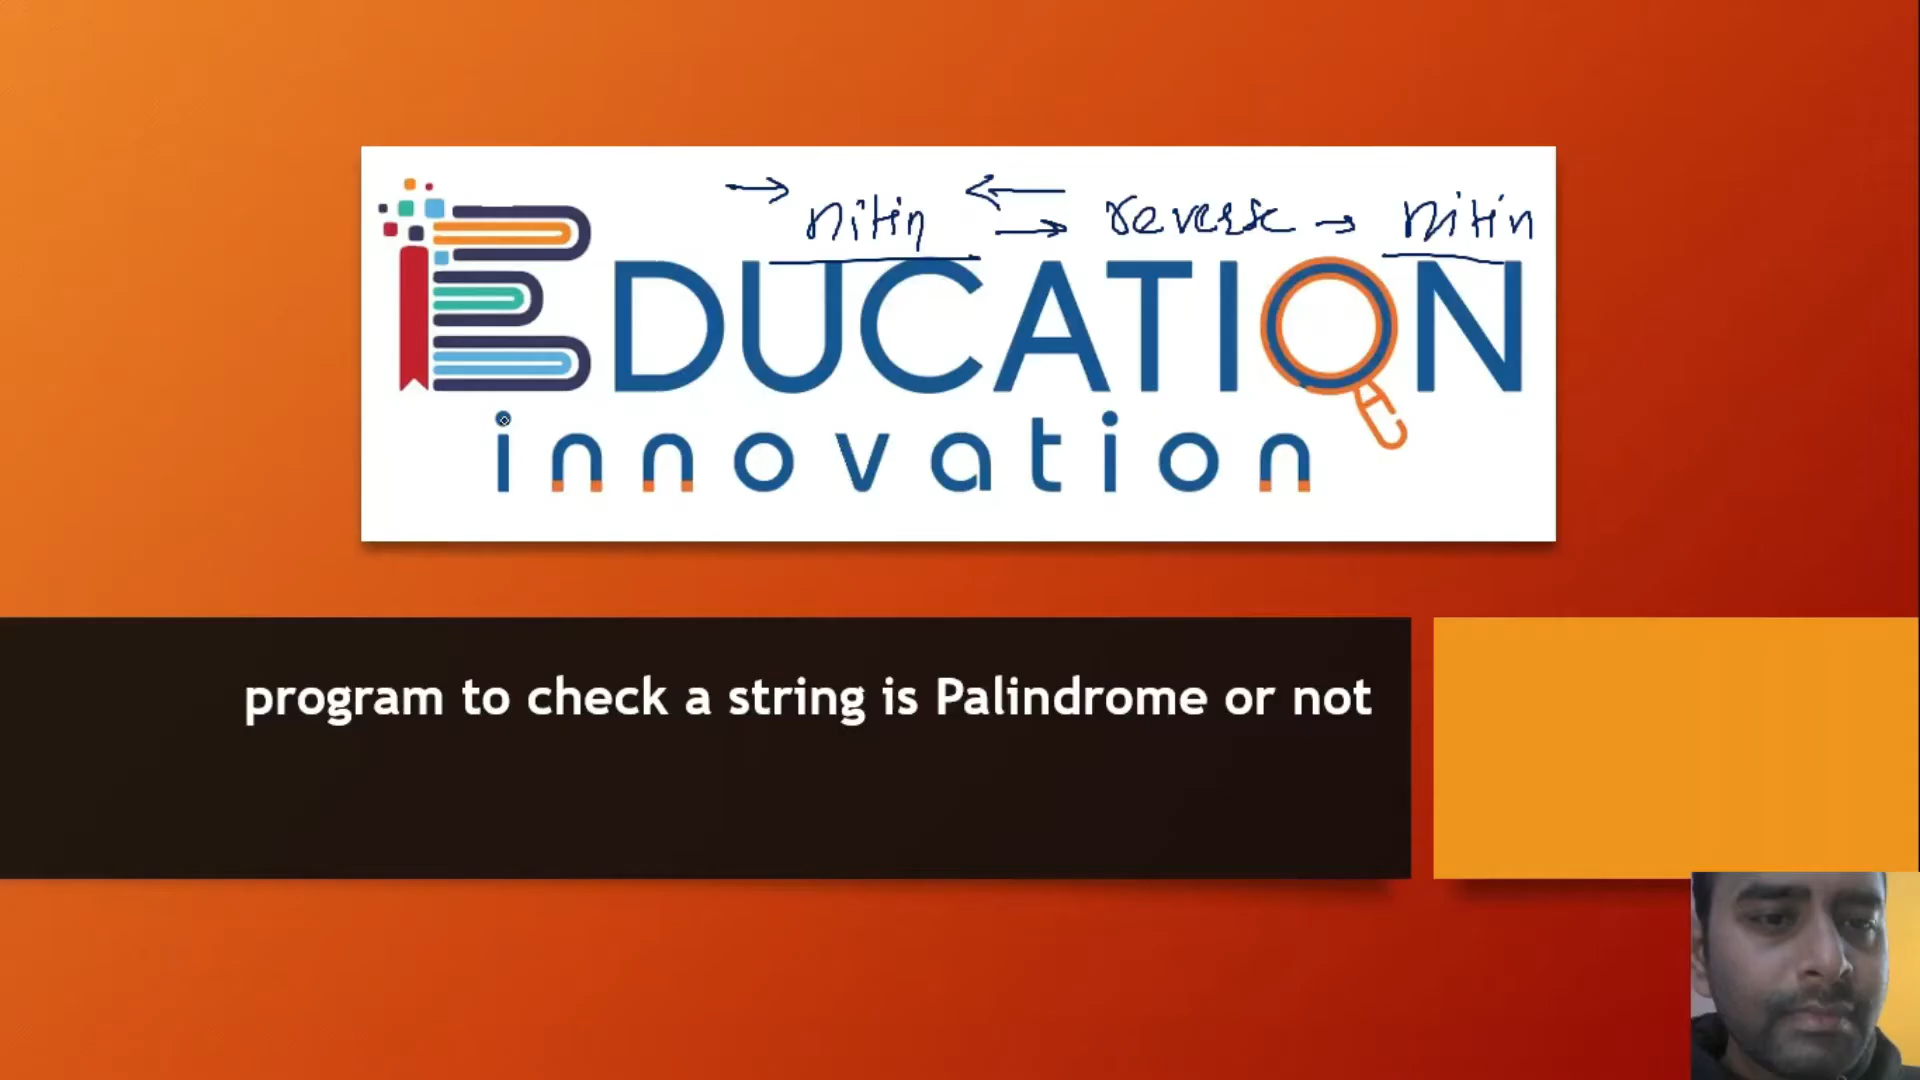 → nitin ← → reverse → nitin
EDUCATION
innovation
program to check a string is Palindrome or not